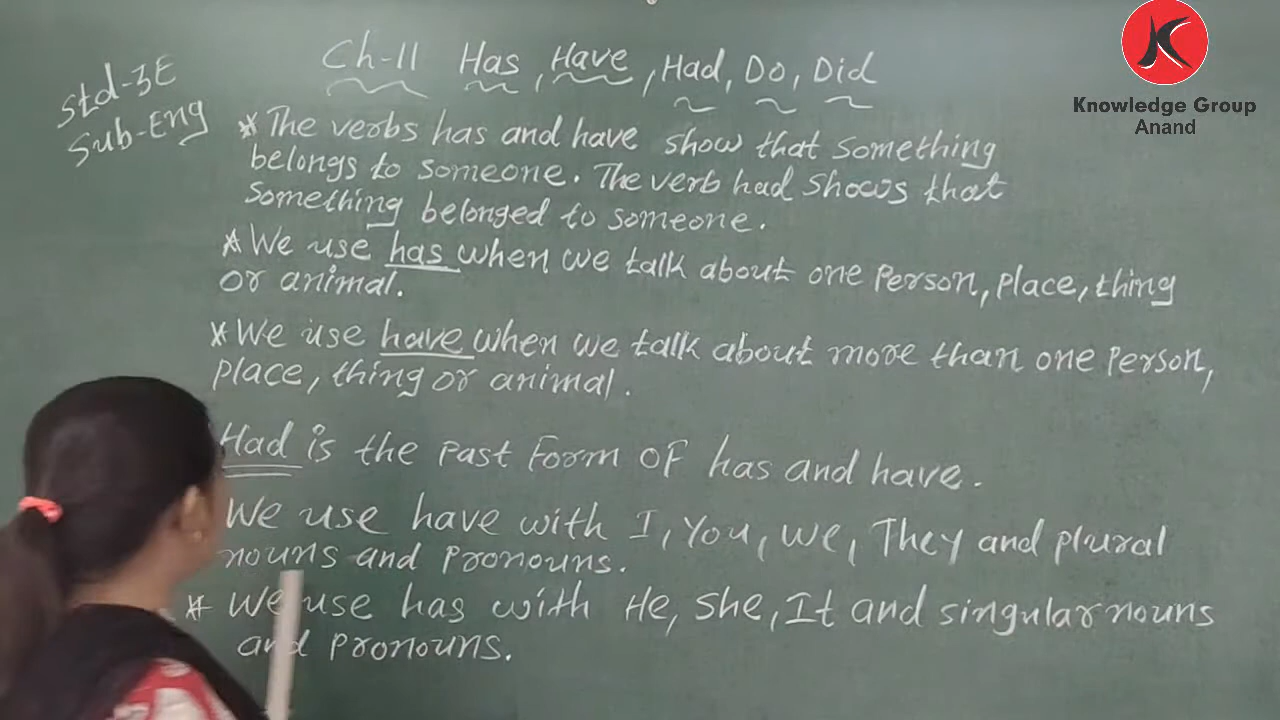 Std-3E
Sub-Eng
Ch-11 Has, Have, Had, Do, Did
* The verbs has and have show that something
belongs to someone. The verb had shows that
something belonged to someone.
* We use has when we talk about one Person, place, thing
or animal.
* We use have when we talk about more than one Person,
place, thing or animal.
Had is the past Form OF has and have.
We use have with I, You, We, They and plural
nouns and Pronouns.
* We use has with He, She, It and singular nouns
and Pronouns.
K
Knowledge Group
Anand